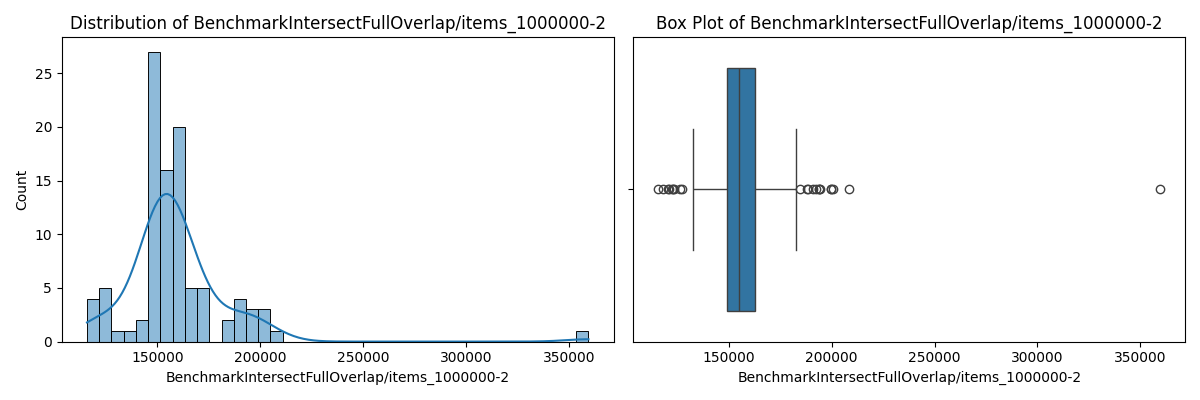 Distribution of BenchmarkIntersectFullOverlap/items_1000000-2
Count
25
20
15
10
5
0
150000 200000 250000 300000 350000
BenchmarkIntersectFullOverlap/items_1000000-2
Box Plot of BenchmarkIntersectFullOverlap/items_1000000-2
150000 200000 250000 300000 350000
BenchmarkIntersectFullOverlap/items_1000000-2